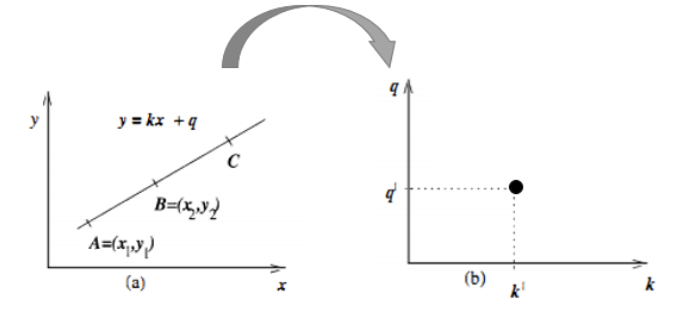 y
y = kx + q
C
B=(x₂,y₂)
A=(x₁,y₁)
(a)
x
q
q'
(b)
k'
k